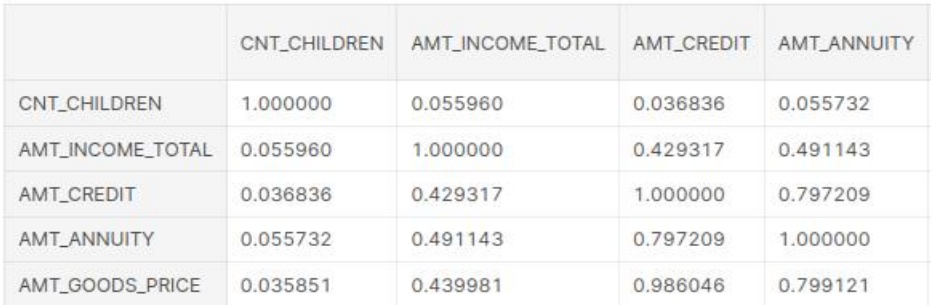 CNT_CHILDREN AMT_INCOME_TOTAL AMT_CREDIT AMT_ANNUITY
CNT_CHILDREN 1.000000 0.055960 0.036836 0.055732
AMT_INCOME_TOTAL 0.055960 1.000000 0.429317 0.491143
AMT_CREDIT 0.036836 0.429317 1.000000 0.797209
AMT_ANNUITY 0.055732 0.491143 0.797209 1.000000
AMT_GOODS_PRICE 0.035851 0.439981 0.986046 0.799121